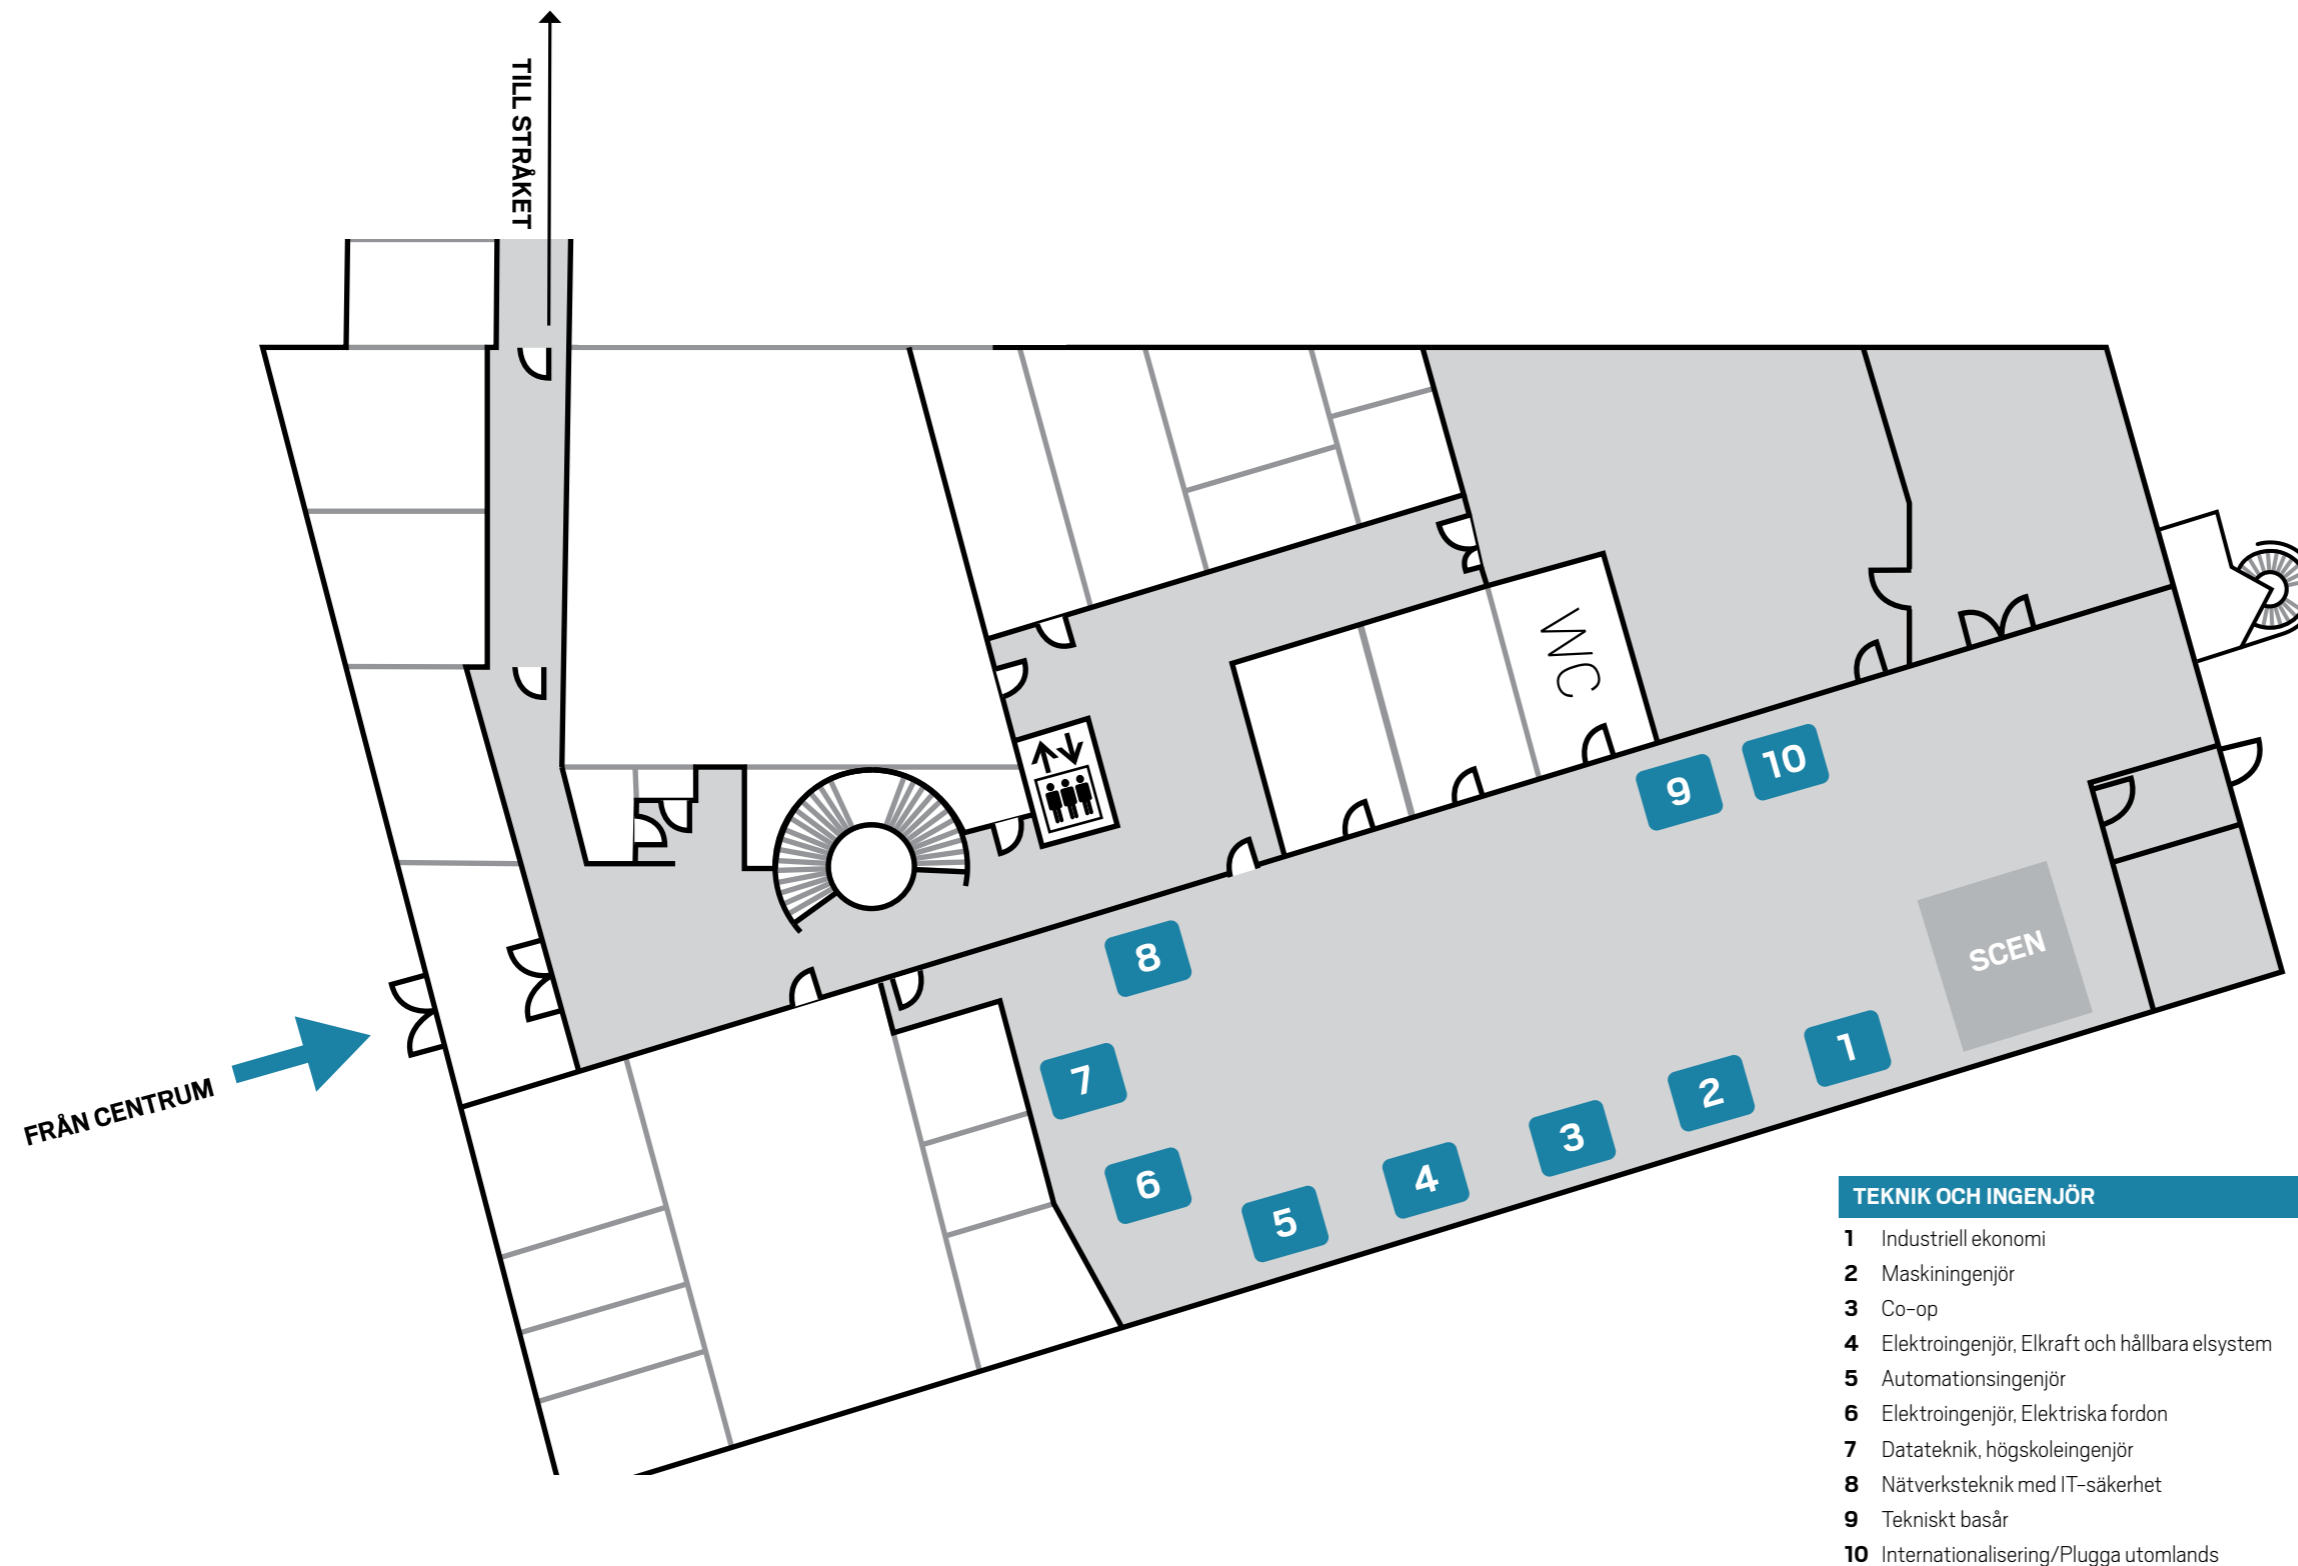 TILL STRÅKET
WC
9
10
8
SCEN
7
1
2
3
6
4
5
FRÅN CENTRUM
TEKNIK OCH INGENJÖR
1 Industriell ekonomi
2 Maskiningenjör
3 Co-op
4 Elektroingenjör, Elkraft och hållbara elsystem
5 Automationsingenjör
6 Elektroingenjör, Elektriska fordon
7 Datateknik, högskoleingenjör
8 Nätverksteknik med IT-säkerhet
9 Tekniskt basår
10 Internationalisering/Plugga utomlands